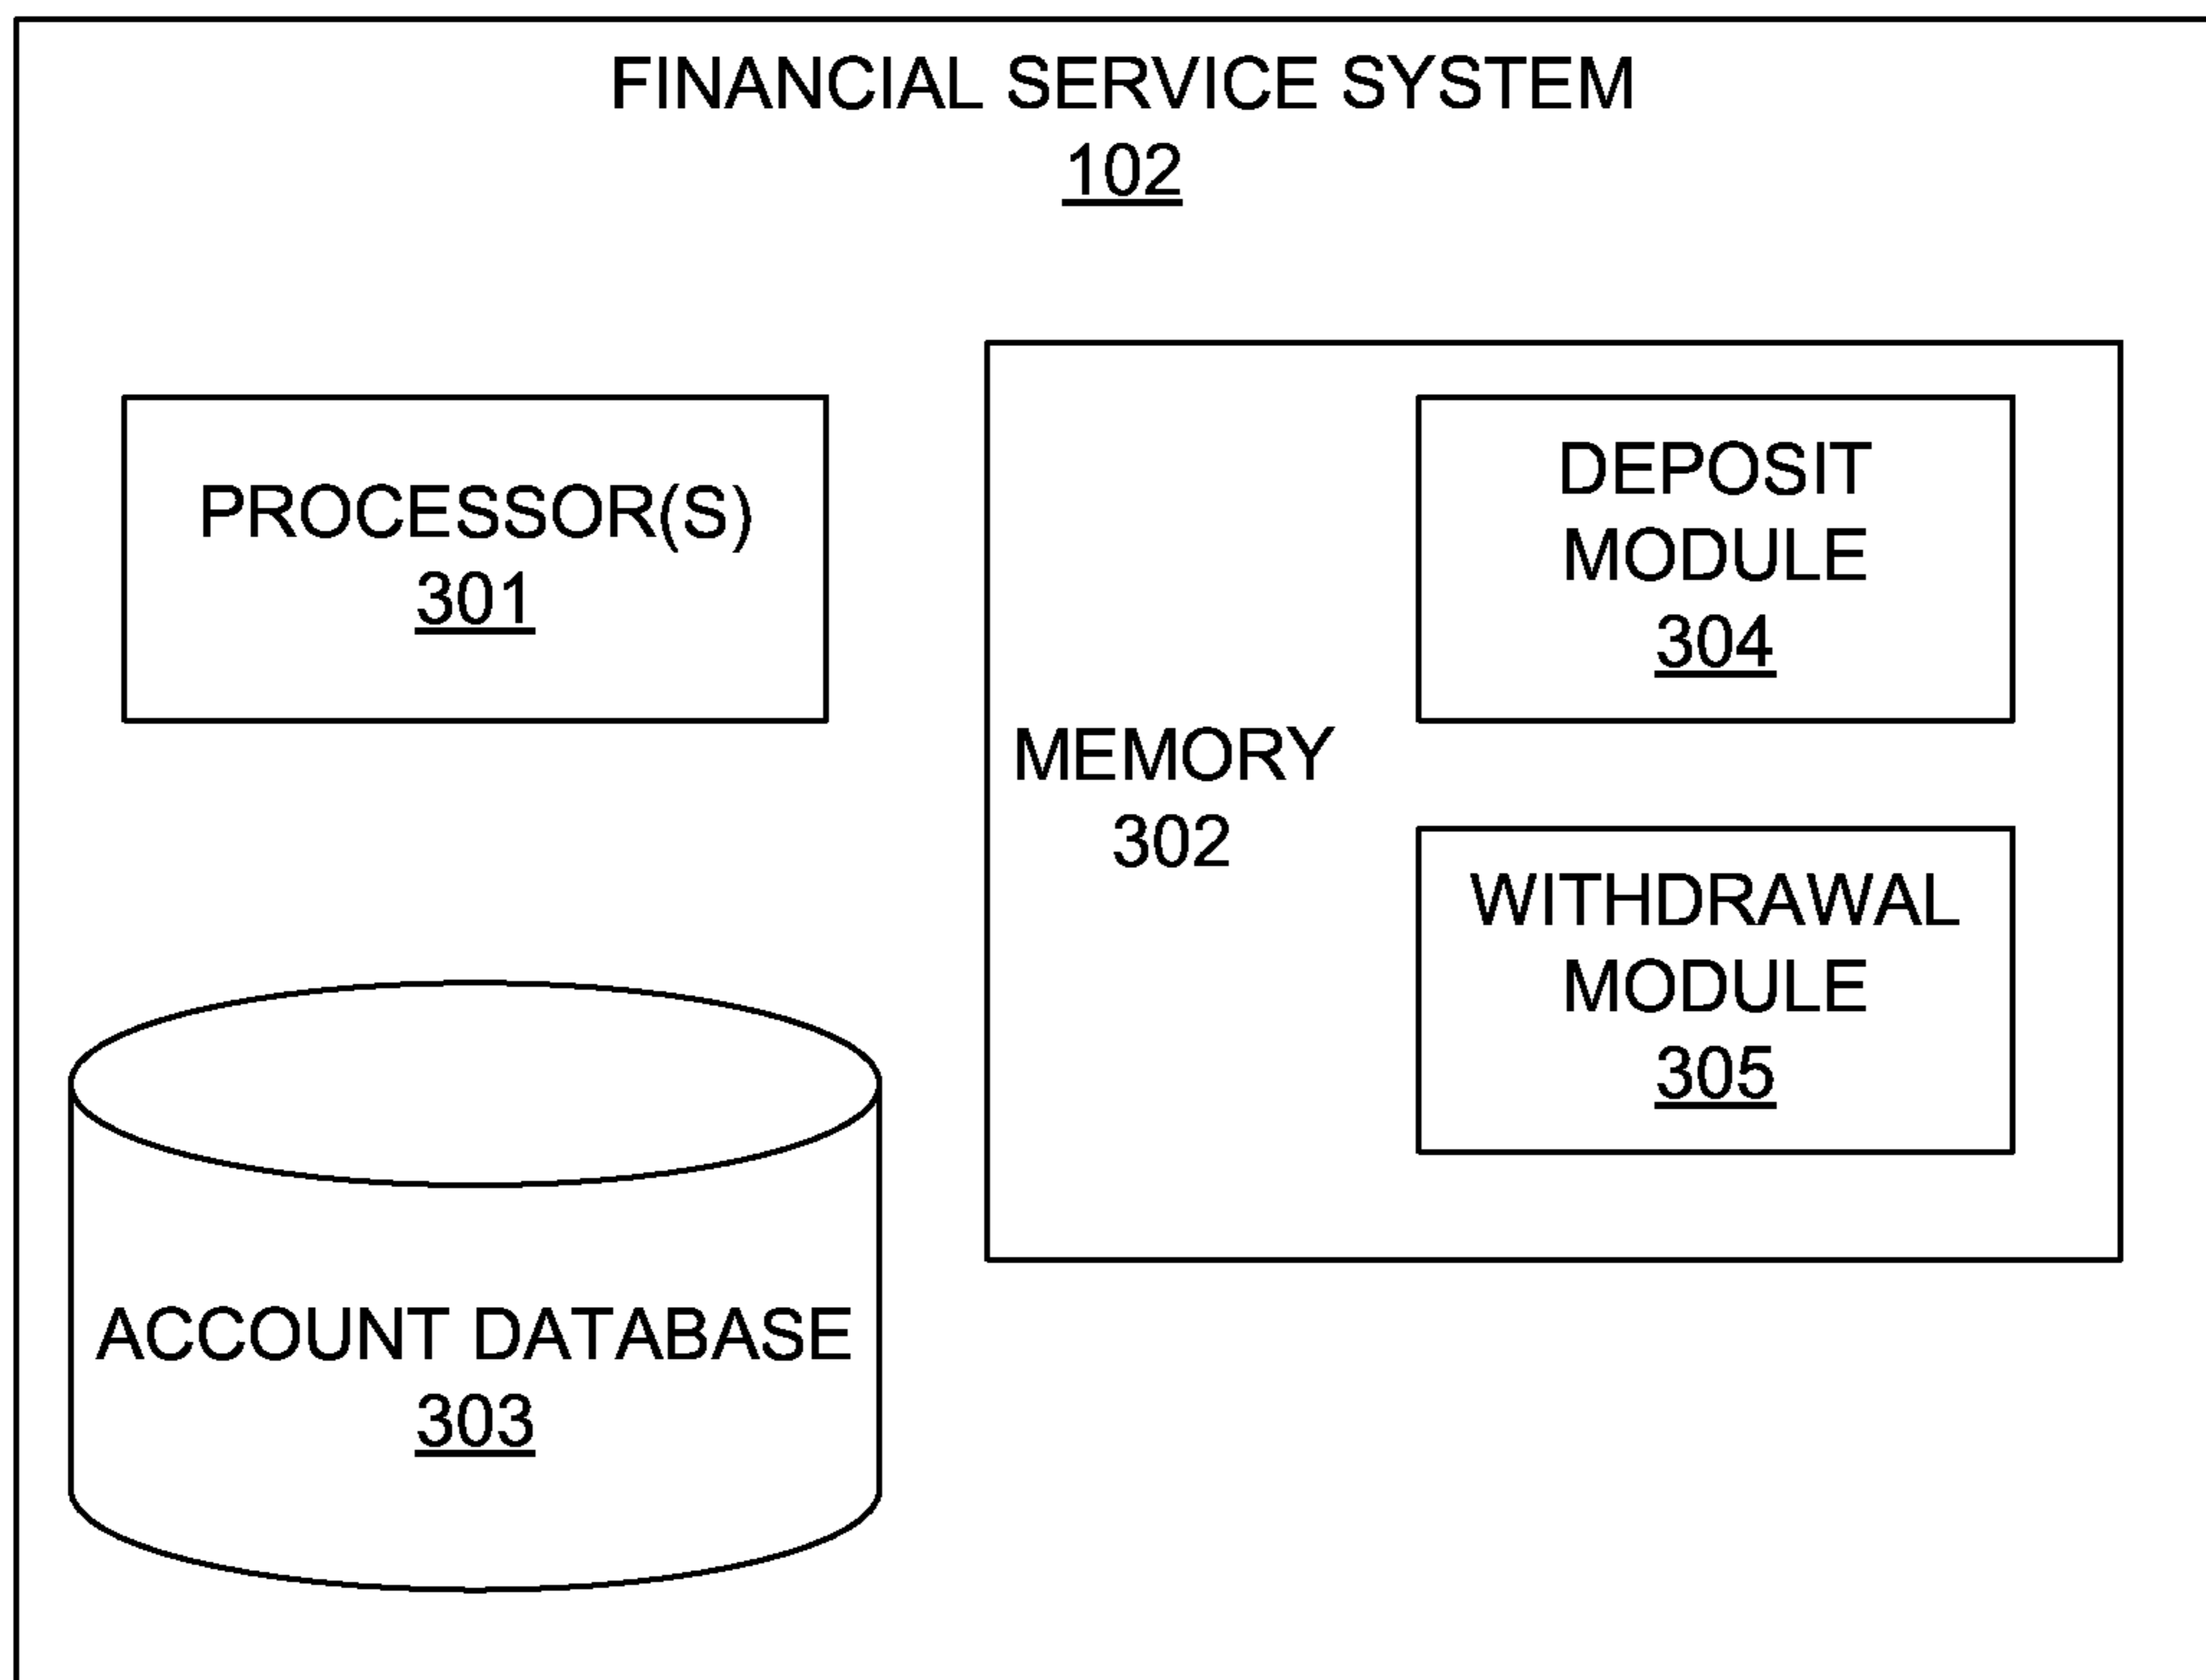 FINANCIAL SERVICE SYSTEM
102
PROCESSOR(S)
301
MEMORY
302
DEPOSIT
MODULE
304
WITHDRAWAL
MODULE
305
ACCOUNT DATABASE
303